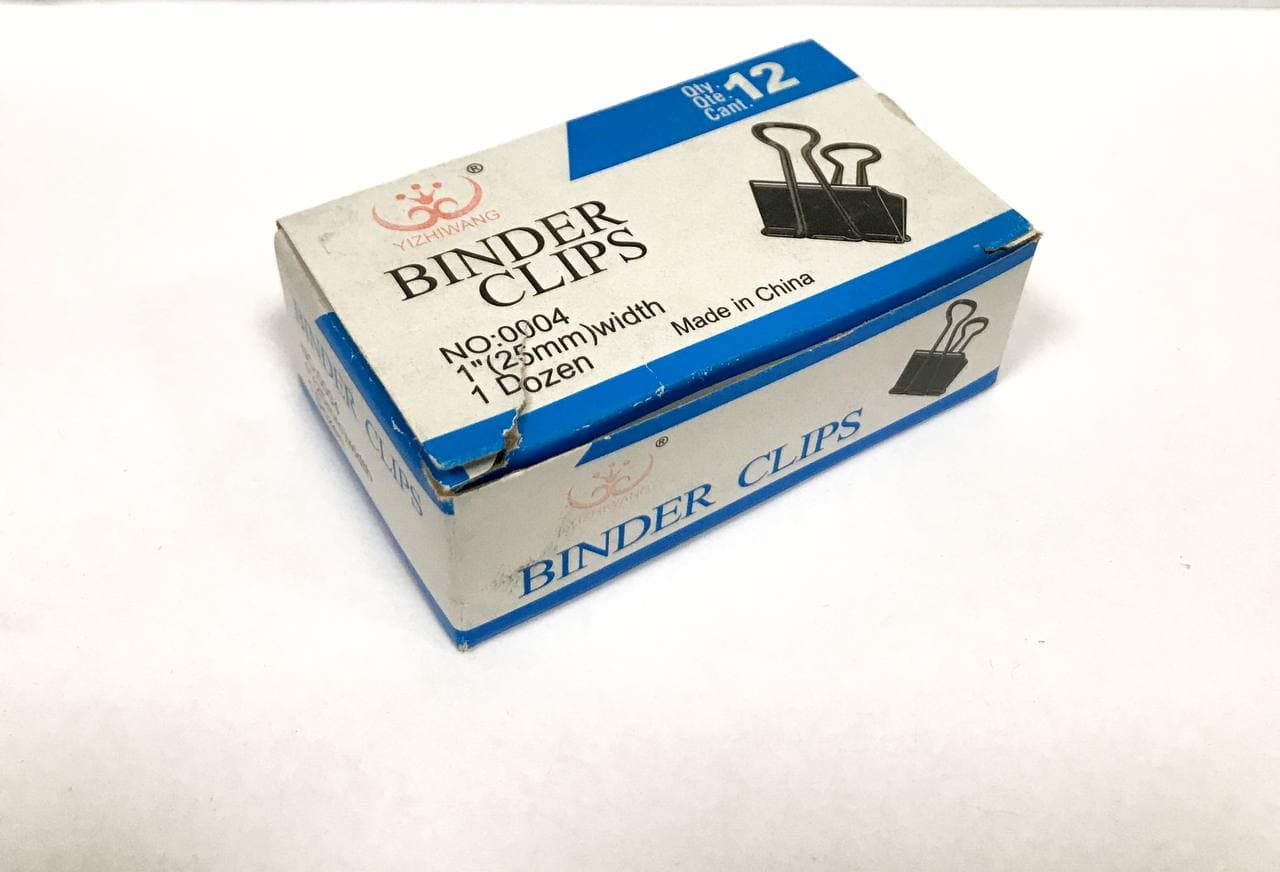 Qty.
Qte.
Cant.
12
®
YIZHIWANG
BINDER
CLIPS
NO:0004
1"(25mm)width
1 Dozen
Made in China
®
YIZHIWANG
BINDER CLIPS
BINDER CLIPS